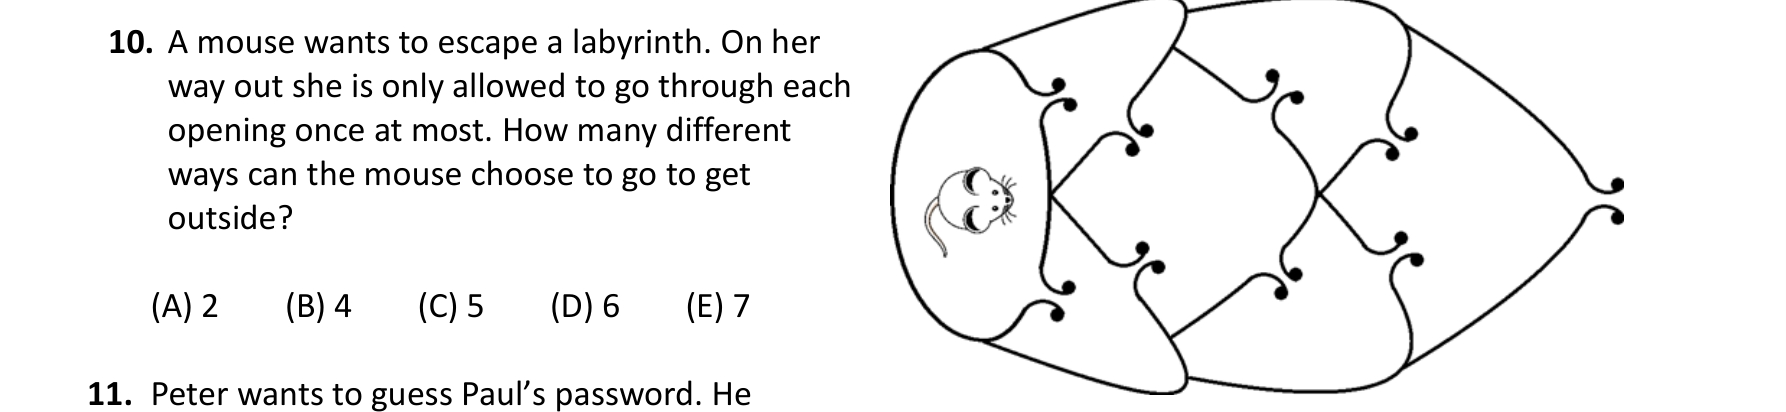 10. A mouse wants to escape a labyrinth. On her
way out she is only allowed to go through each
opening once at most. How many different
ways can the mouse choose to go to get
outside?
(A) 2 (B) 4 (C) 5 (D) 6 (E) 7
11. Peter wants to guess Paul's password. He